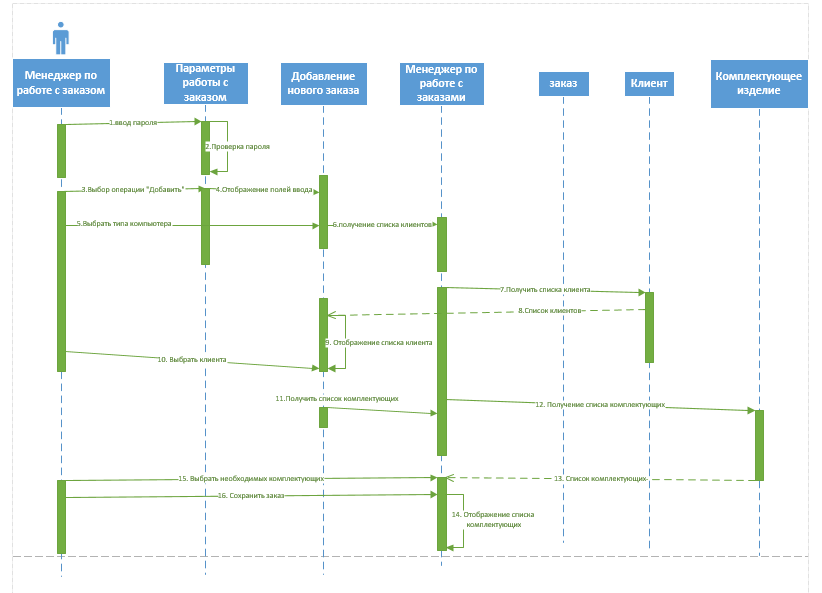 Менеджер по
работе с заказом
Параметры
работы с
заказом
Добавление
нового заказа
Менеджер по
работе с
заказами
заказ
Клиент
Комплектующее
изделие
1.ввод пароля
2.Проверка пароля
3.Выбор операции "Добавить"
4.Отображение полей ввода
5.Выбрать типа компьютера
6.получение списка клиентов
7.Получить списка клиента
8.Список клиентов
9. Отображение списка клиента
10. Выбрать клиента
11.Получить список комплектующих
12. Получение списка комплектующих
15. Выбрать необходимых комплектующих
13. Список комплектующих
16. Сохранить заказ
14. Отображение списка
комплектующих